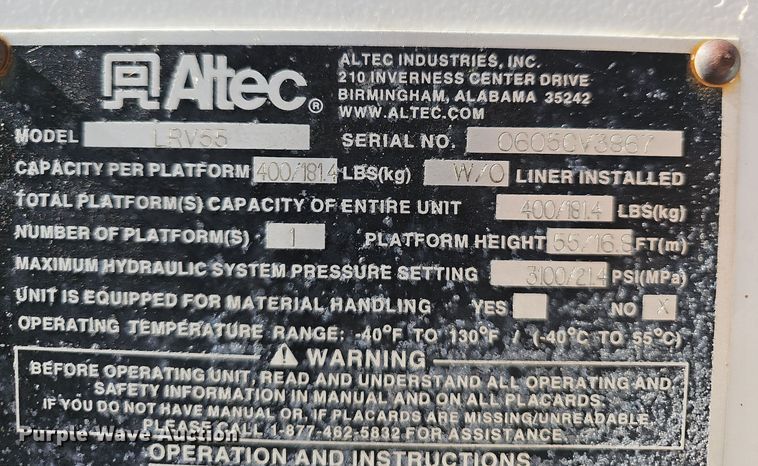 Altec®
ALTEC INDUSTRIES, INC.
210 INVERNESS CENTER DRIVE
BIRMINGHAM, ALABAMA 35242
WWW.ALTEC.COM
MODEL LRV55 SERIAL NO. 0605CV3867
CAPACITY PER PLATFORM 400/181.4 LBS(kg) W/O LINER INSTALLED
TOTAL PLATFORM(S) CAPACITY OF ENTIRE UNIT 400/181.4 LBS(kg)
NUMBER OF PLATFORM(S) 1 PLATFORM HEIGHT 55/16.8 FT(m)
MAXIMUM HYDRAULIC SYSTEM PRESSURE SETTING 3100/21.4 PSI(MPa)
UNIT IS EQUIPPED FOR MATERIAL HANDLING YES NO X
OPERATING TEMPERATURE RANGE: -40°F TO 130°F / (-40°C TO 55°C)
WARNING
BEFORE OPERATING UNIT, READ AND UNDERSTAND ALL OPERATING AND
SAFETY INFORMATION IN MANUAL AND ON ALL PLACARDS.
IF YOU DO NOT HAVE MANUAL OR, IF PLACARDS ARE MISSING/UNREADABLE
PLEASE CALL 1-877-462-5832 FOR ASSISTANCE.
Purple Wave Auction
OPERATION AND INSTRUCTIONS